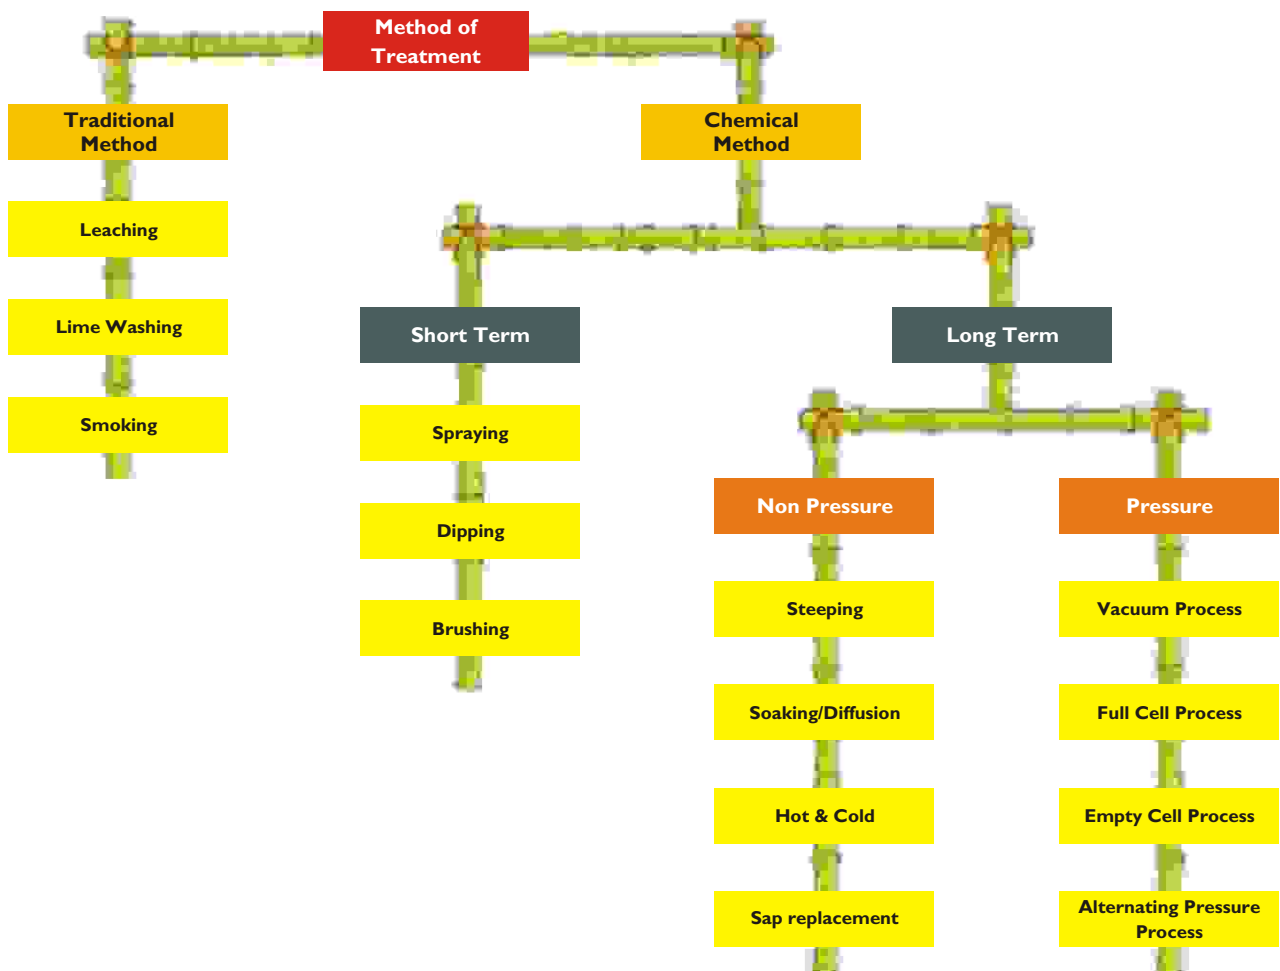 Method of
Treatment
Traditional
Method
Leaching
Lime Washing
Smoking
Chemical
Method
Short Term
Spraying
Dipping
Brushing
Long Term
Non Pressure
Steeping
Soaking/Diffusion
Hot & Cold
Sap replacement
Pressure
Vacuum Process
Full Cell Process
Empty Cell Process
Alternating Pressure
Process